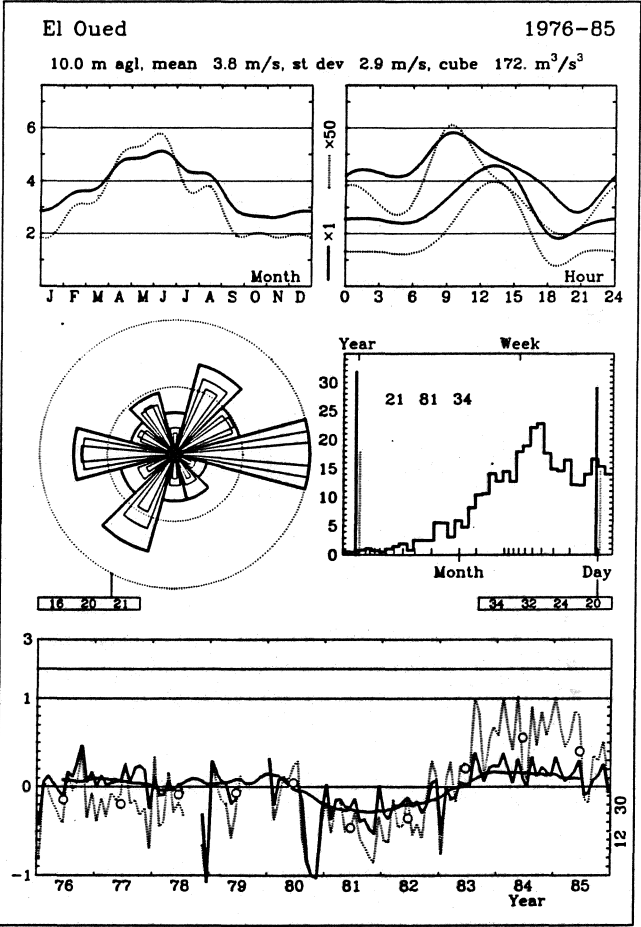 El Oued 1976-85
10.0 m agl, mean 3.8 m/s, st dev 2.9 m/s, cube 172. m³/s³
6
4
2
J F M A M J J A S O N D
Month
×1 ×50
0 3 6 9 12 15 18 21 24
Hour
Year Week
30
25
20
15
10
5
0
21 81 34
Month Day
16 20 21
34 32 24 20
3
1
0
-1
76 77 78 79 80 81 82 83 84 85
Year
12 30